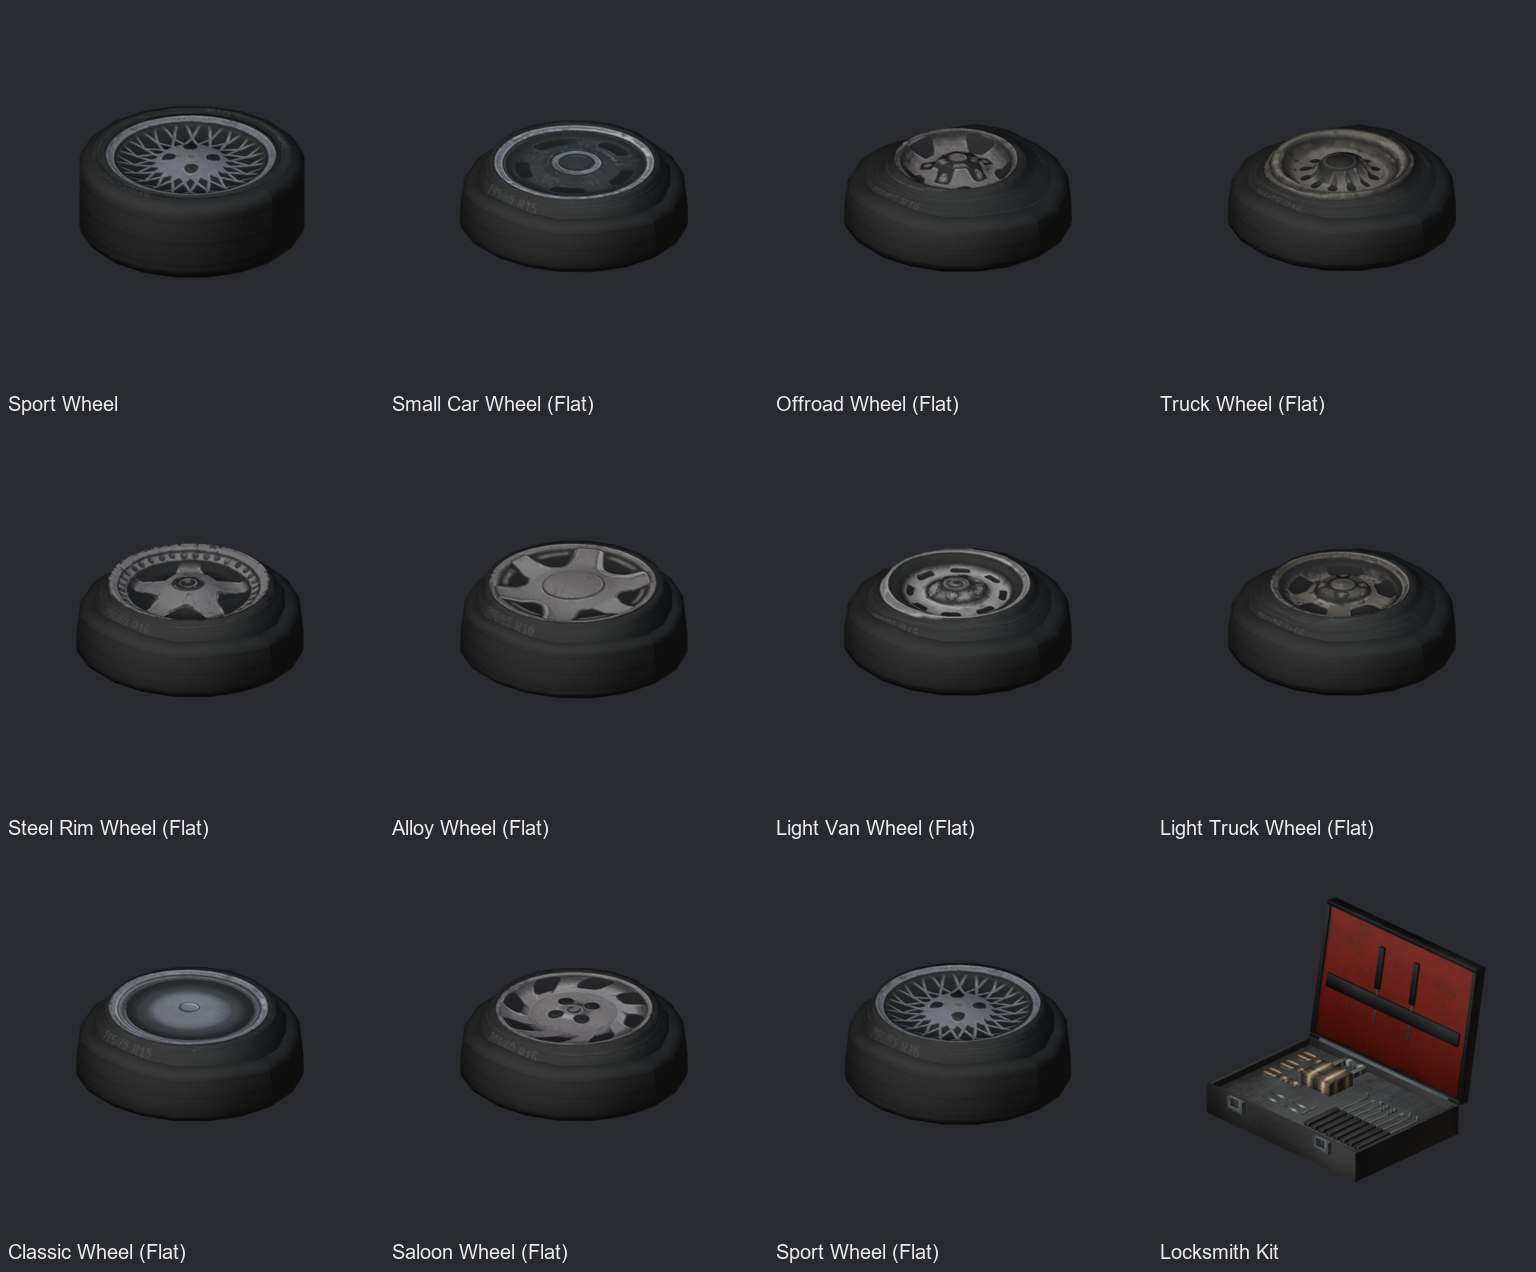 Sport Wheel
Small Car Wheel (Flat)
Offroad Wheel (Flat)
Truck Wheel (Flat)
Steel Rim Wheel (Flat)
Alloy Wheel (Flat)
Light Van Wheel (Flat)
Light Truck Wheel (Flat)
Classic Wheel (Flat)
Saloon Wheel (Flat)
Sport Wheel (Flat)
Locksmith Kit